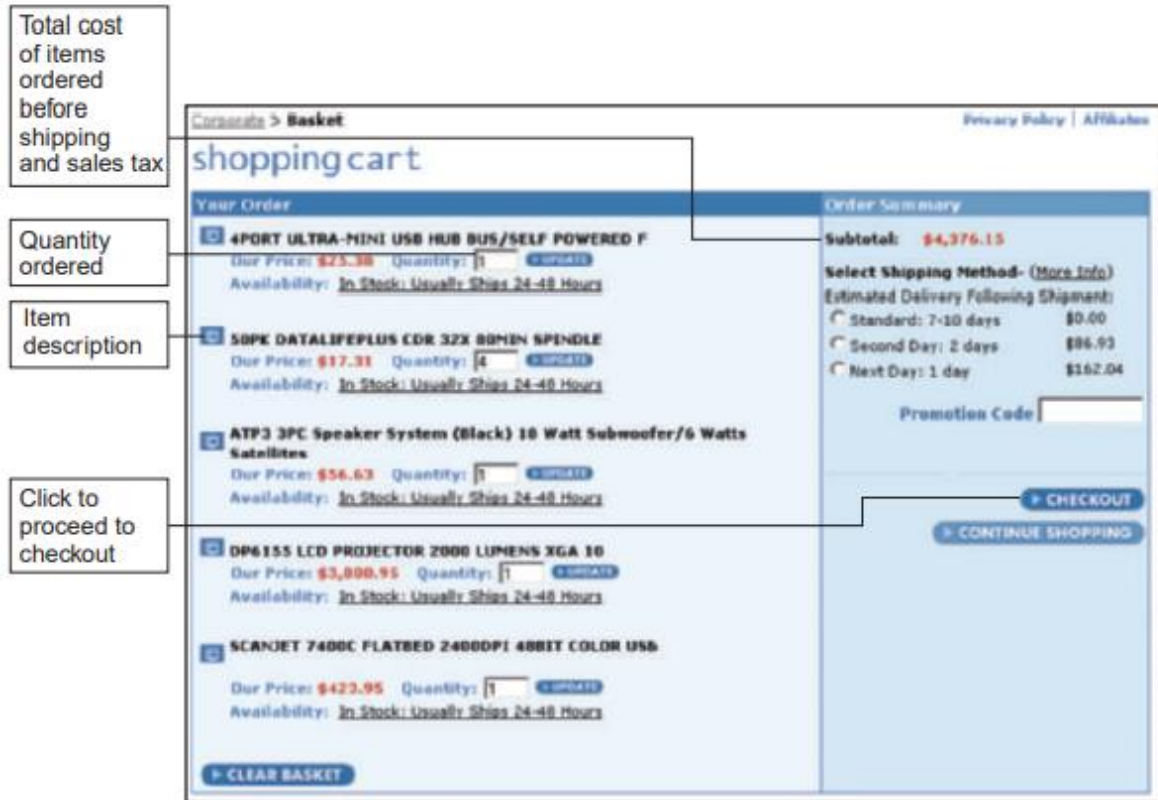 Total cost
of items
ordered
before
shipping
and sales tax
Quantity
ordered
Item
description
Click to
proceed to
checkout
Corporate > Basket
Privacy Policy | Affiliates
shopping cart
Your Order
4PORT ULTRA-MINI USB HUB BUS/SELF POWERED F
Our Price: $25.38 Quantity: 1 UPDATE
Availability: In Stock: Usually Ships 24-48 Hours
50PK DATALIFEPLUS CDR 32X 80MIN SPINDLE
Our Price: $17.31 Quantity: 4 UPDATE
Availability: In Stock: Usually Ships 24-48 Hours
ATP3 3PC Speaker System (Black) 18 Watt Subwoofer/6 Watts
Satellites
Our Price: $56.63 Quantity: 1 UPDATE
Availability: In Stock: Usually Ships 24-48 Hours
DP6155 LCD PROJECTOR 2000 LUMENS XGA 10
Our Price: $3,800.95 Quantity: 1 UPDATE
Availability: In Stock: Usually Ships 24-48 Hours
SCANJET 7400C FLATBED 2400DPI 48BIT COLOR USB
Our Price: $423.95 Quantity: 1 UPDATE
Availability: In Stock: Usually Ships 24-48 Hours
CLEAR BASKET
Order Summary
Subtotal: $4,376.15
Select Shipping Method- (More Info)
Estimated Delivery Following Shipment:
Standard: 7-10 days $0.00
Second Day: 2 days $86.93
Next Day: 1 day $162.04
Promotion Code
CHECKOUT
CONTINUE SHOPPING